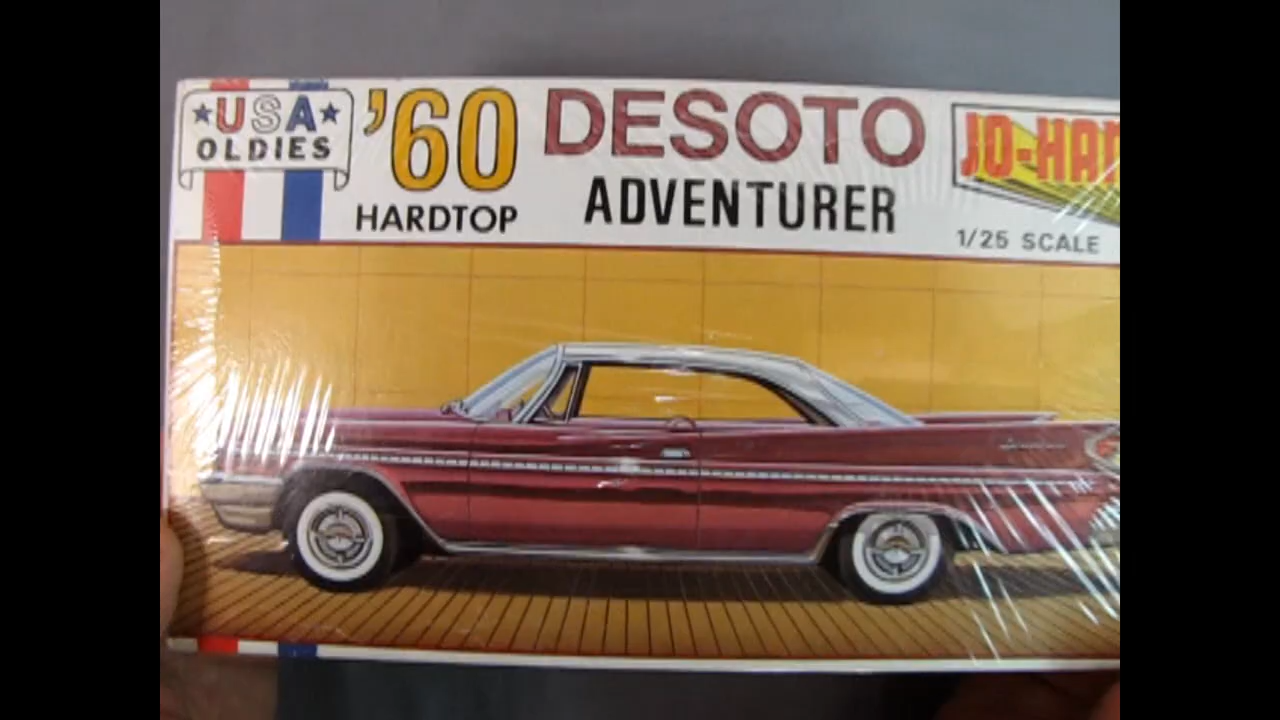 ★USA★
OLDIES
'60
HARDTOP
DESOTO
ADVENTURER
JO-HAN
1/25 SCALE